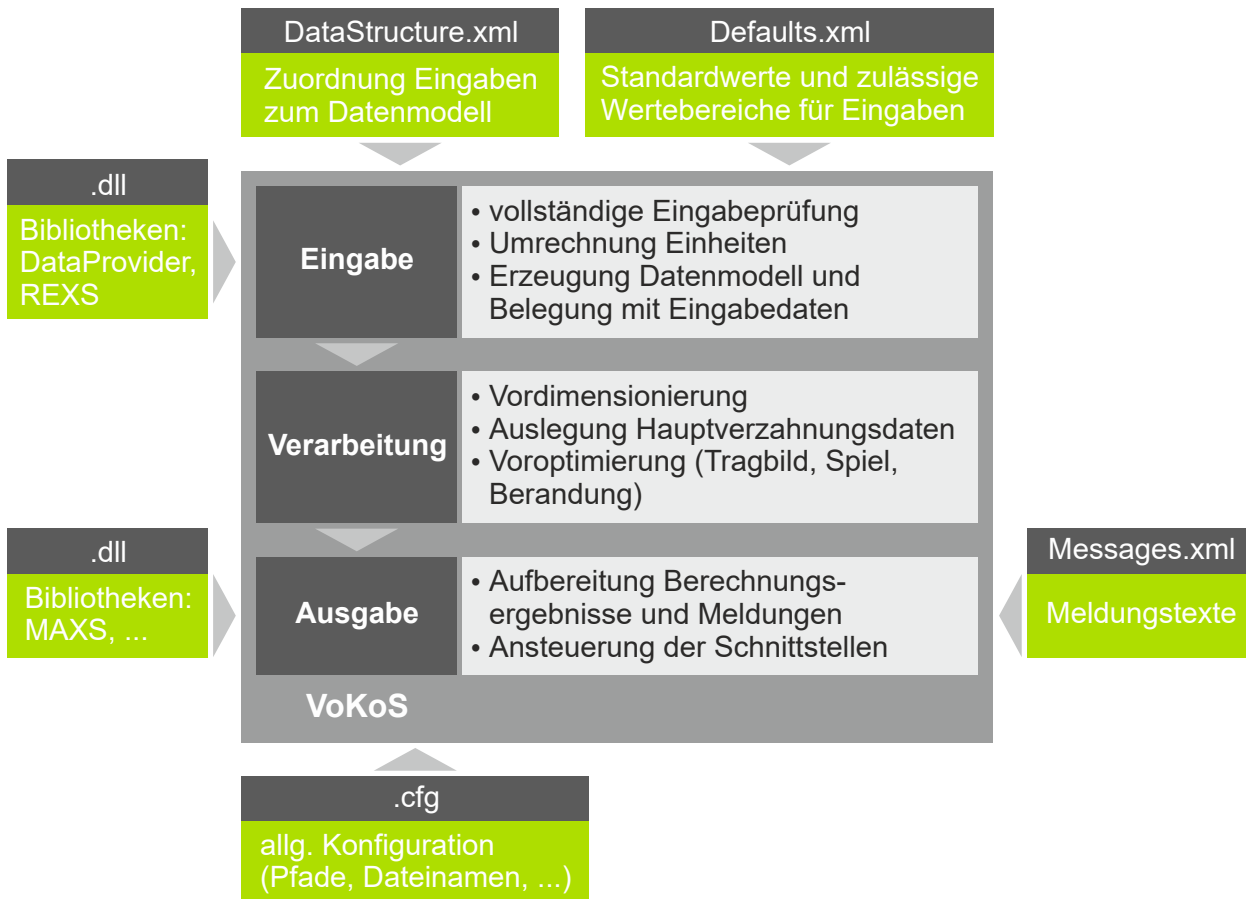 DataStructure.xml
Zuordnung Eingaben
zum Datenmodell
Defaults.xml
Standardwerte und zulässige
Wertebereiche für Eingaben
.dll
Bibliotheken:
DataProvider,
REXS
Eingabe
• vollständige Eingabeprüfung
• Umrechnung Einheiten
• Erzeugung Datenmodell und
Belegung mit Eingabedaten
Verarbeitung
• Vordimensionierung
• Auslegung Hauptverzahnungsdaten
• Voroptimierung (Tragbild, Spiel,
Berandung)
.dll
Bibliotheken:
MAXS, ...
Ausgabe
• Aufbereitung Berechnungs-
ergebnisse und Meldungen
• Ansteuerung der Schnittstellen
Messages.xml
Meldungstexte
VoKoS
.cfg
allg. Konfiguration
(Pfade, Dateinamen, ...)